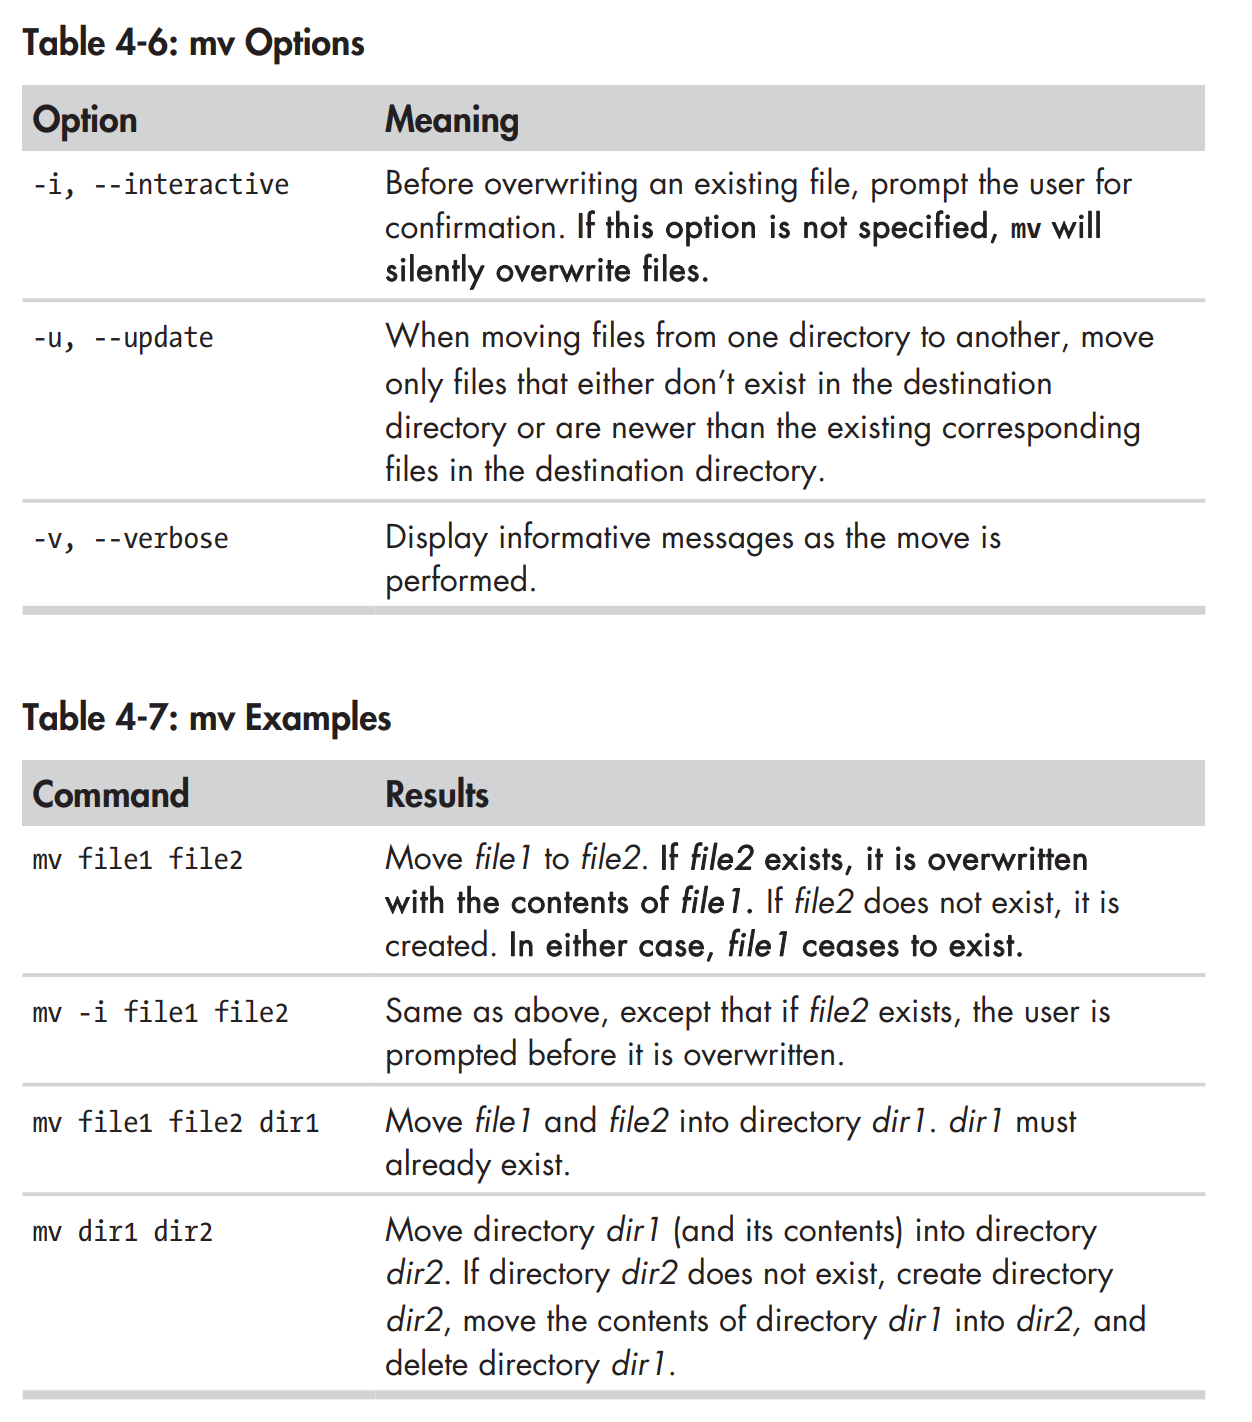 Table 4-6: mv Options
Option Meaning
-i, --interactive Before overwriting an existing file, prompt the user for
confirmation. If this option is not specified, mv will
silently overwrite files.
-u, --update When moving files from one directory to another, move
only files that either don’t exist in the destination
directory or are newer than the existing corresponding
files in the destination directory.
-v, --verbose Display informative messages as the move is
performed.
Table 4-7: mv Examples
Command Results
mv file1 file2 Move file1 to file2. If file2 exists, it is overwritten
with the contents of file1. If file2 does not exist, it is
created. In either case, file1 ceases to exist.
mv -i file1 file2 Same as above, except that if file2 exists, the user is
prompted before it is overwritten.
mv file1 file2 dir1 Move file1 and file2 into directory dir1. dir1 must
already exist.
mv dir1 dir2 Move directory dir1 (and its contents) into directory
dir2. If directory dir2 does not exist, create directory
dir2, move the contents of directory dir1 into dir2, and
delete directory dir1.